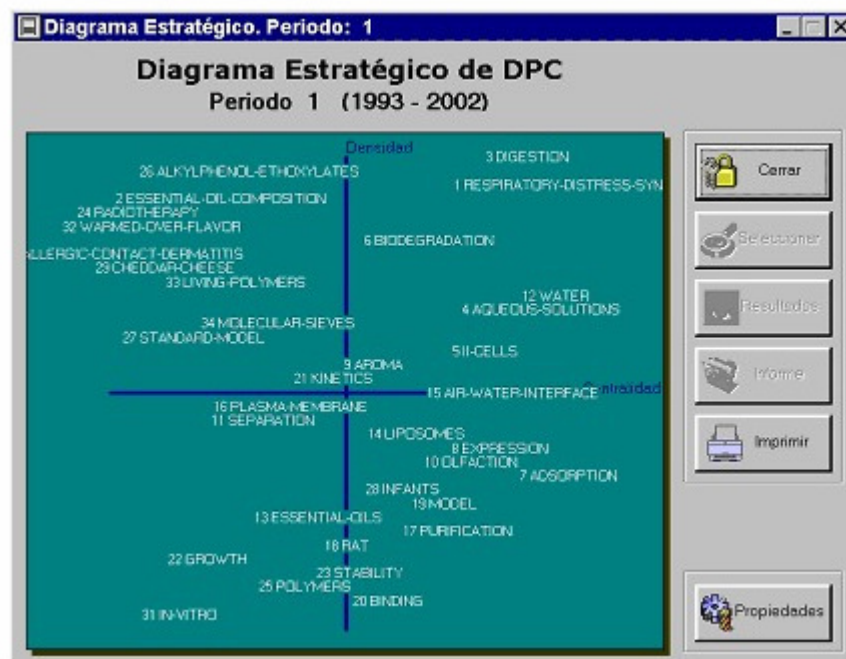 Diagrama Estratégico. Periodo: 1
Diagrama Estratégico de DPC
Periodo 1 (1993 - 2002)
Densidad
3 DIGESTION
26 ALKYLPHENOL-ETHOXYLATES
1 RESPIRATORY-DISTRESS-SYN
2 ESSENTIAL-OIL-COMPOSITION
24 RADIOTHERAPY
32 WARMED-OVER-FLAVOR
6 BIODEGRADATION
ALLERGIC-CONTACT-DERMATITIS
29 CHEDDAR-CHEESE
33 LIVING-POLYMERS
12 WATER
4 AQUEOUS-SOLUTIONS
34 MOLECULAR-SIEVES
27 STANDARD-MODEL
5 II-CELLS
9 AROMA
21 KINETICS
15 AIR-WATER-INTERFACE
16 PLASMA-MEMBRANE
11 SEPARATION
14 LIPOSOMES
8 EXPRESSION
10 OLFACTION
7 ADSORPTION
28 INFANTS
19 MODEL
13 ESSENTIAL-OILS
17 PURIFICATION
18 RAT
22 GROWTH
23 STABILITY
25 POLYMERS
20 BINDING
31 IN-VITRO
Cerrar
Seleccionar
Resultados
Informe
Imprimir
Propiedades